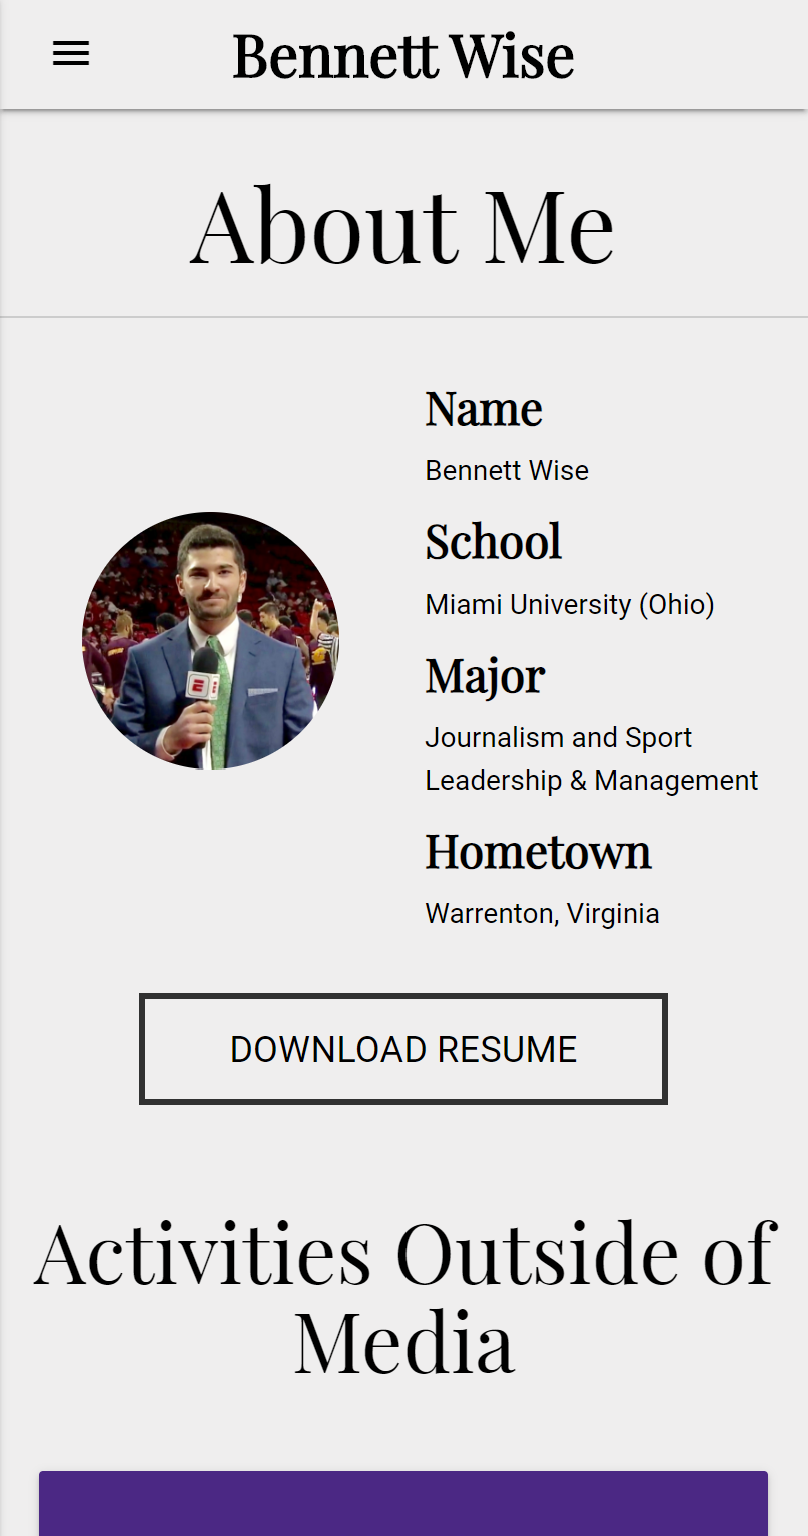 Bennett Wise
About Me
Name
Bennett Wise
School
Miami University (Ohio)
Major
Journalism and Sport
Leadership & Management
Hometown
Warrenton, Virginia
DOWNLOAD RESUME
Activities Outside of
Media